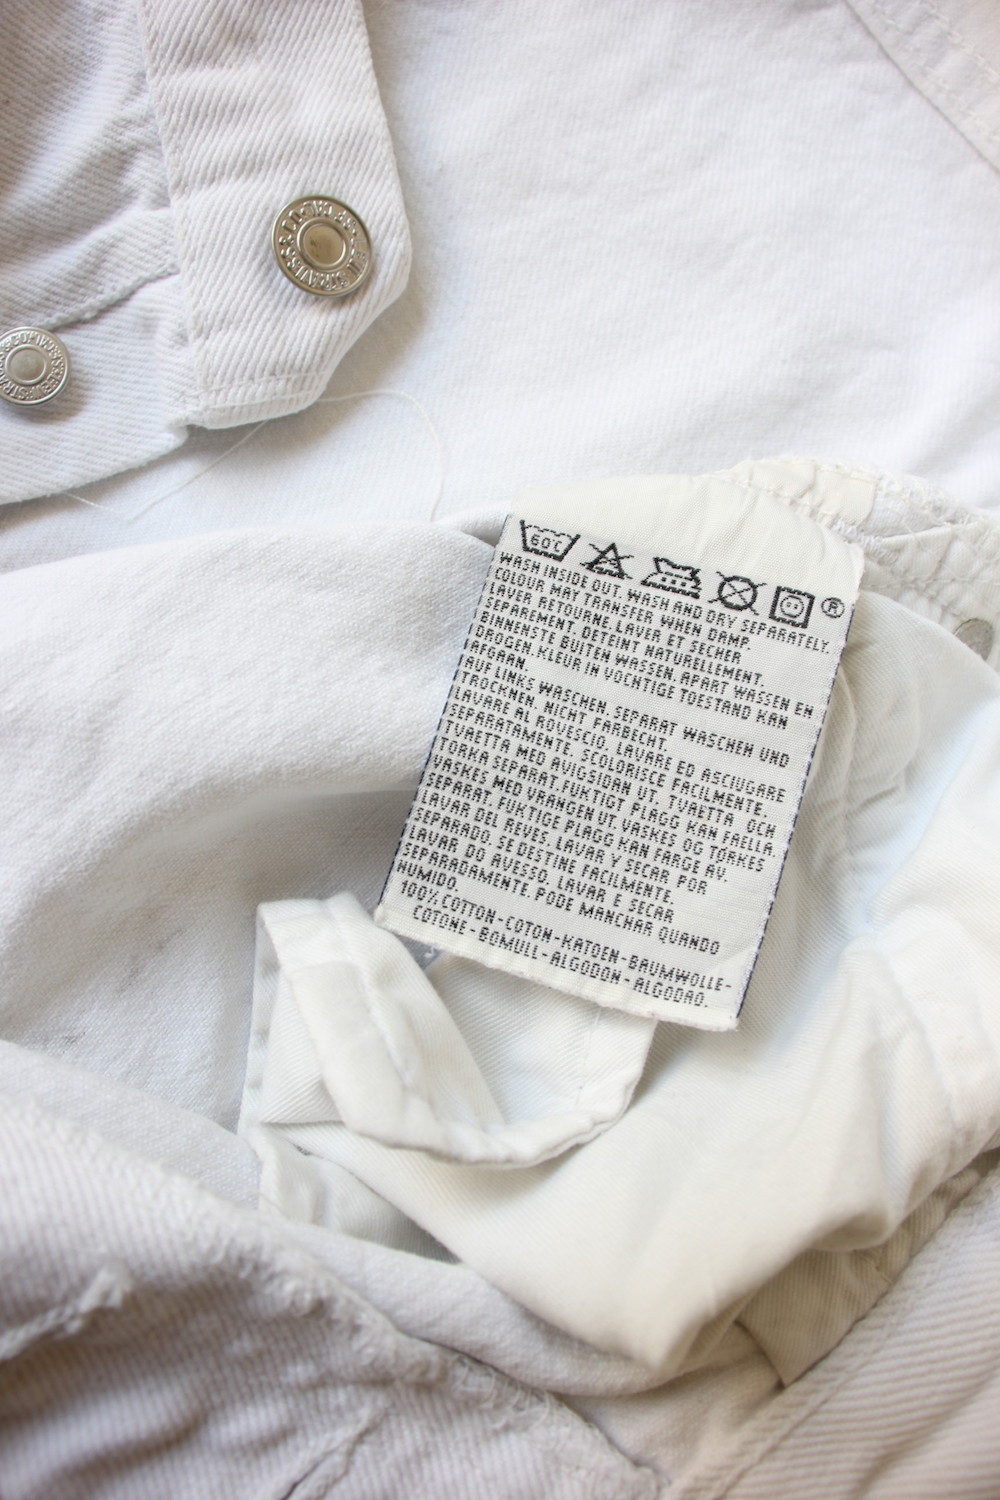 60C
®
WASH INSIDE OUT. WASH AND DRY SEPARATELY.
COLOUR MAY TRANSFER WHEN DAMP.
LAVER RETOURNE. LAVER ET SECHER
SEPAREMENT. DETEINT NATURELLEMENT.
BINNENSTE BUITEN WASSEN. APART WASSEN EN
DROGEN. KLEUR IN VOCHTIGE TOESTAND KAN
AFGAAN.
AUF LINKS WASCHEN. SEPARAT WASCHEN UND
TROCKNEN. NICHT FARBECHT.
LAVARE AL ROVESCIO. LAVARE ED ASCIUGARE
SEPARATAMENTE. SCOLORISCE FACILMENTE.
TVAETTA MED AVIGSIDAN UT. TVAETTA OCH
TORKA SEPARAT. FUKTIGT PLAGG KAN FAELLA.
VASKES MED VRANGEN UT. VASKES OG TØRKES
SEPARAT. FUKTIGE PLAGG KAN FARGE AV.
LAVAR DEL REVES. LAVAR Y SECAR POR
SEPARADO. SE DESTINE FACILMENTE.
LAVAR DO AVESSO. LAVAR E SECAR
SEPARADAMENTE. PODE MANCHAR QUANDO
HUMIDO.
100% COTTON-COTON-KATOEN-BAUMWOLLE-
COTONE-BOMULL-ALGODON-ALGODAO.